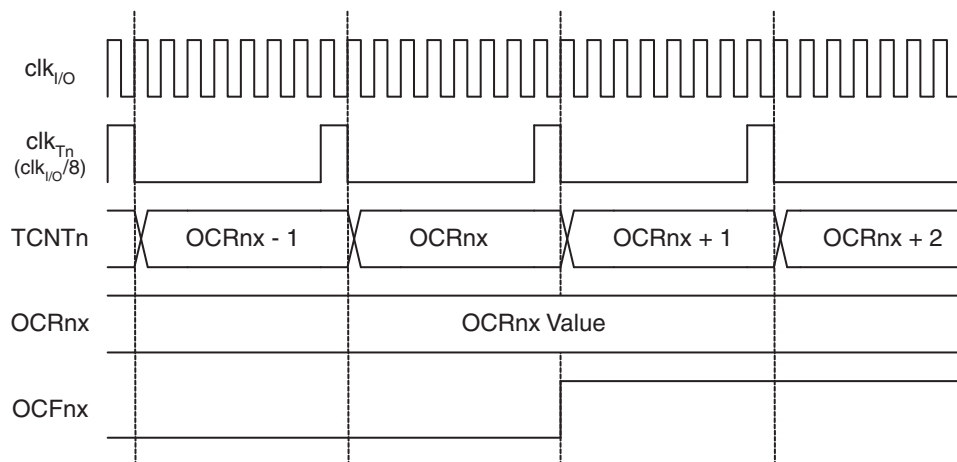 clkI/O
clkTn
(clkI/O/8)
TCNTn OCRnx - 1 OCRnx OCRnx + 1 OCRnx + 2
OCRnx OCRnx Value
OCFnx